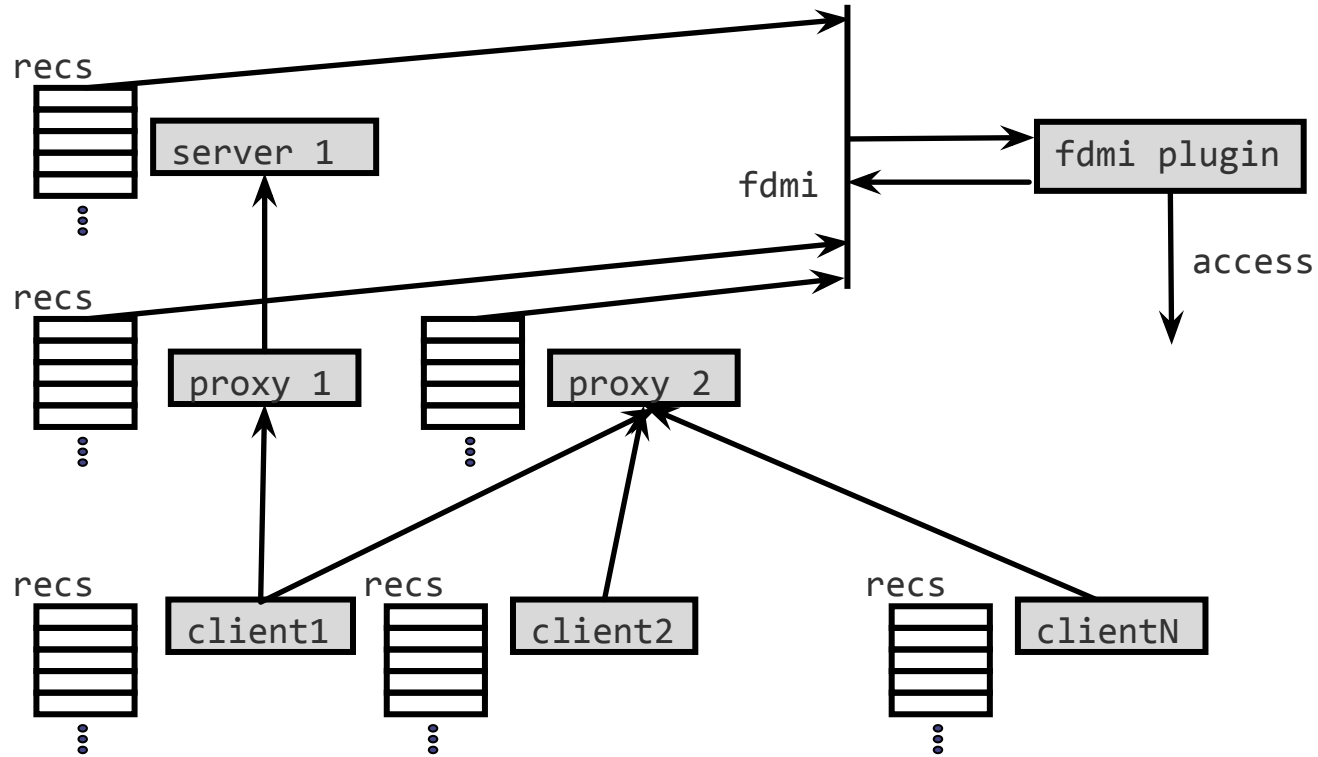 recs
server 1
fdmi plugin
fdmi
access
recs
proxy 1
proxy 2
recs
client1
recs
client2
recs
clientN